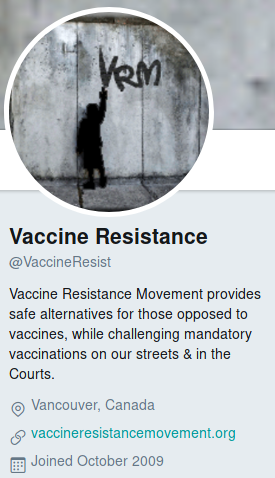 VRM
Vaccine Resistance
@VaccineResist
Vaccine Resistance Movement provides
safe alternatives for those opposed to
vaccines, while challenging mandatory
vaccinations on our streets & in the
Courts.
Vancouver, Canada
vaccineresistancemovement.org
Joined October 2009